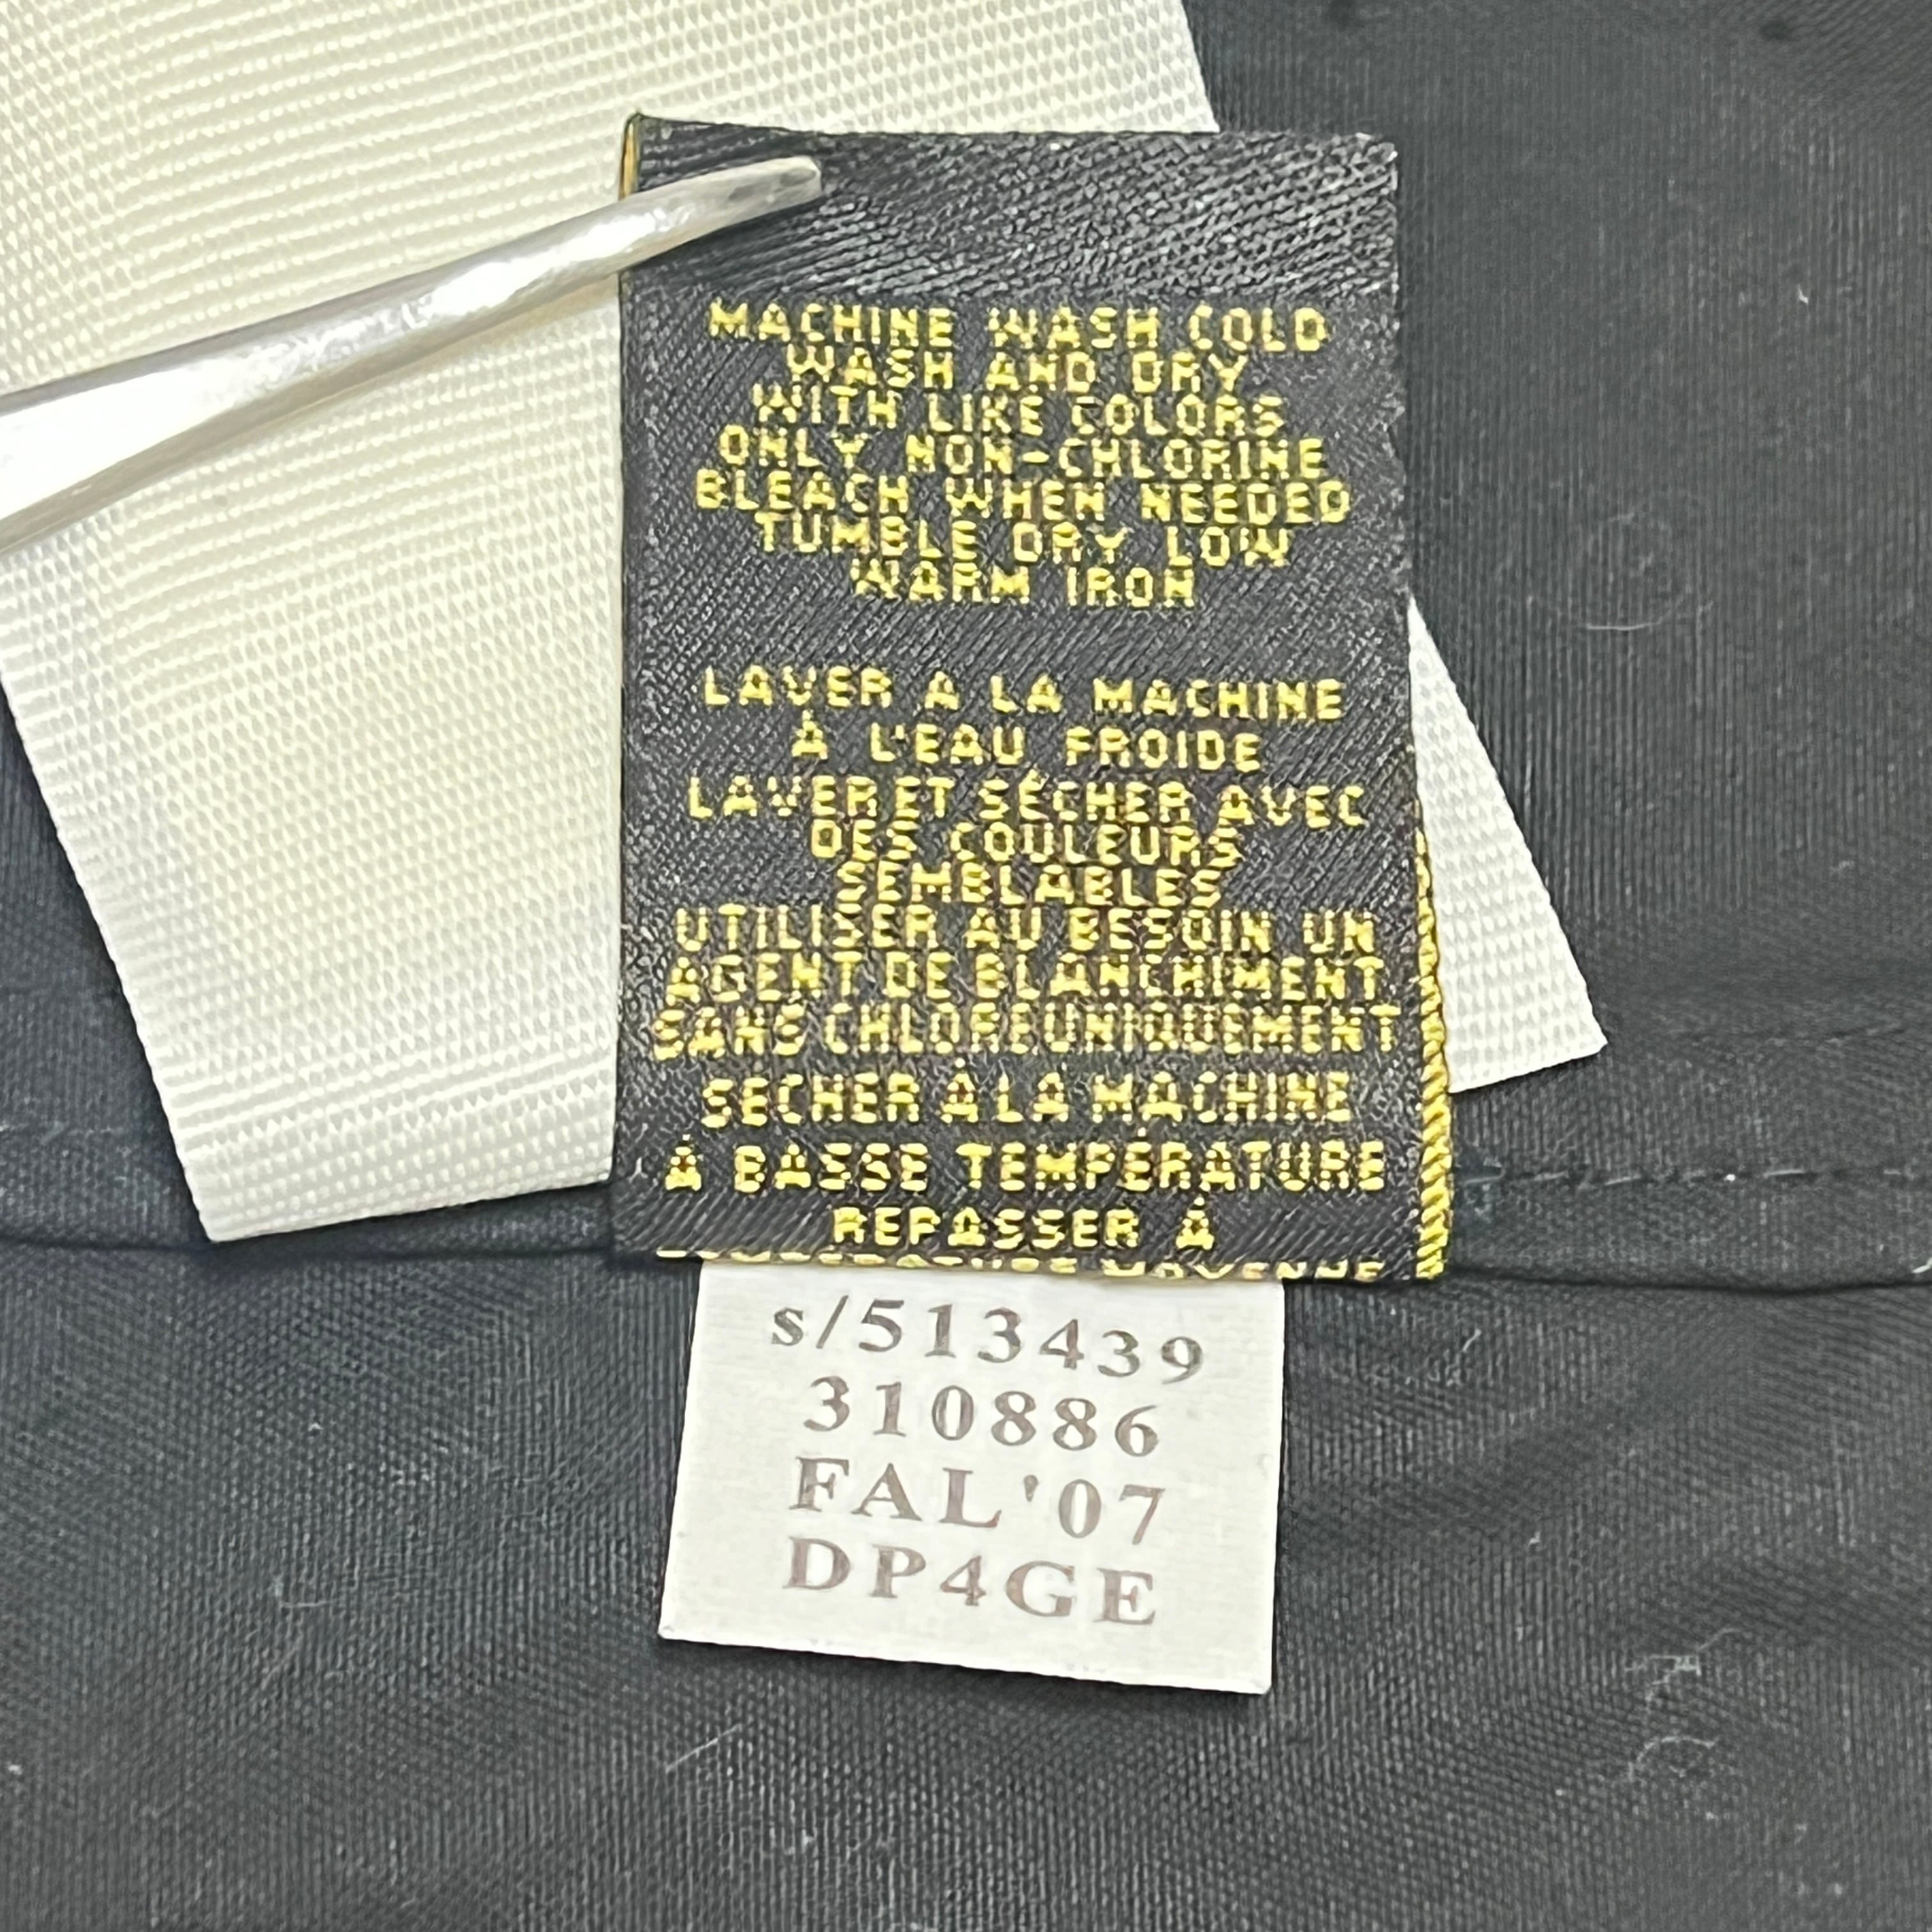 MACHINE WASH COLD
WASH AND DRY
WITH LIKE COLORS
ONLY NON-CHLORINE
BLEACH WHEN NEEDED
TUMBLE DRY LOW
WARM IRON
LAVER A LA MACHINE
À L'EAU FROIDE
LAVER ET SÉCHER AVEC
DES COULEURS
SEMBLABLES
UTILISER AU BESOIN UN
AGENT DE BLANCHIMENT
SANS CHLORE UNIQUEMENT
SECHER À LA MACHINE
À BASSE TEMPÉRATURE
REPASSER À
MOYENNE
s/513439
310886
FAL'07
DP4GE